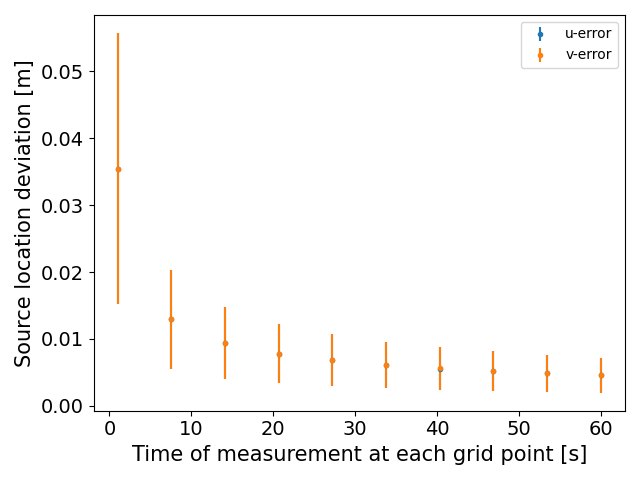 u-error
v-error
0.05
0.04
0.03
0.02
0.01
0.00
Source location deviation [m]
0 10 20 30 40 50 60
Time of measurement at each grid point [s]